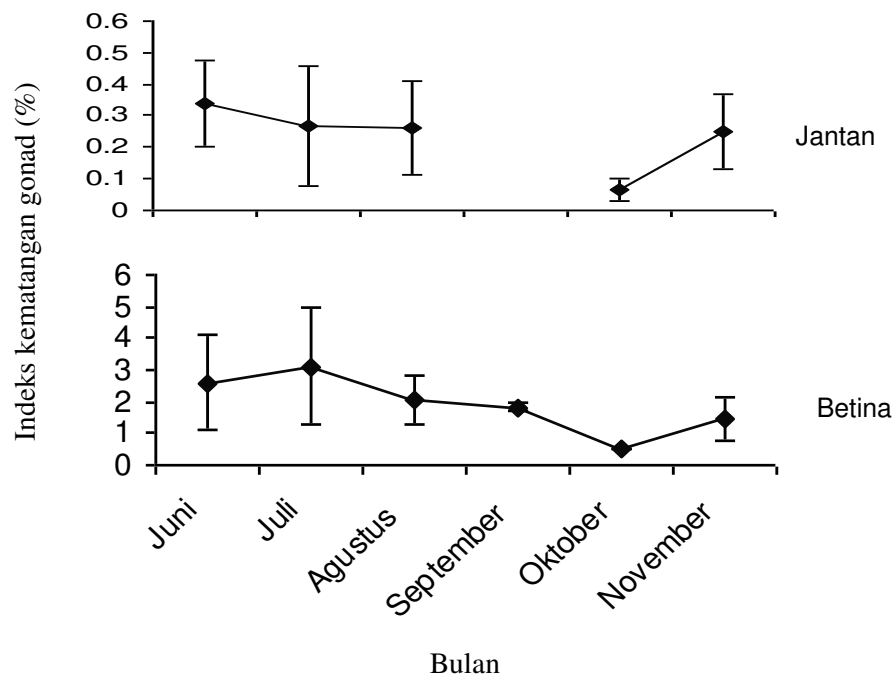 Indeks kematangan gonad (%)
0.6
0.5
0.4
0.3
0.2
0.1
0
Jantan
6
5
4
3
2
1
0
Betina
Juni
Juli
Agustus
September
Oktober
November
Bulan